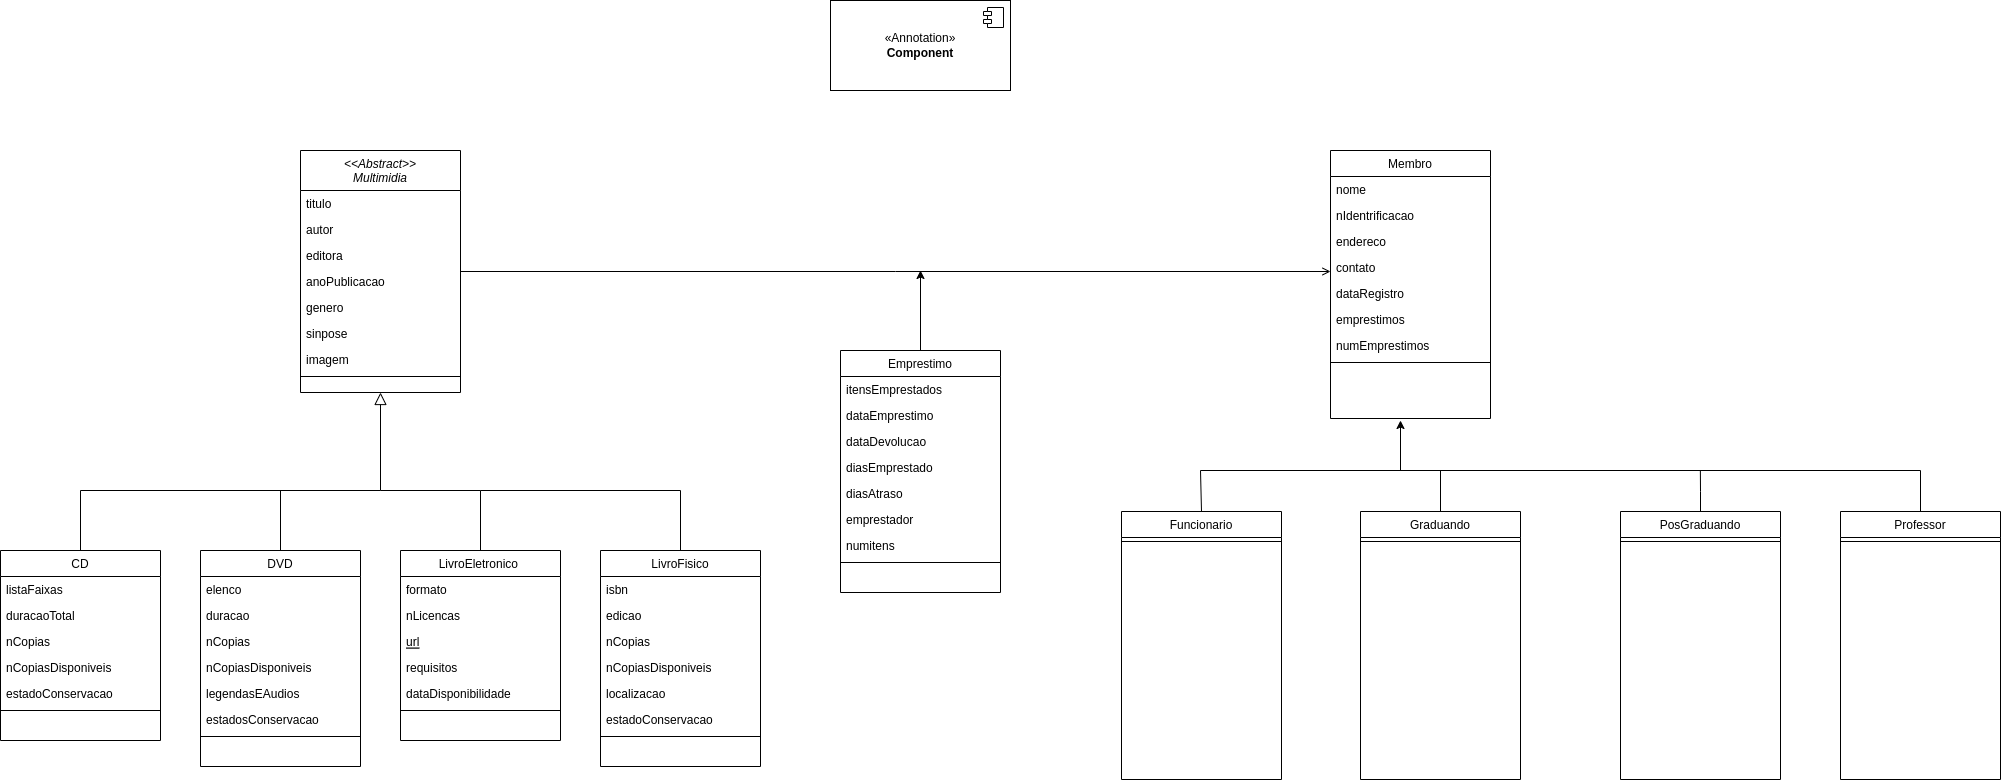 «Annotation»
Component
<<Abstract>>
Multimidia
titulo
autor
editora
anoPublicacao
genero
sinpose
imagem
Membro
nome
nIdentrificacao
endereco
contato
dataRegistro
emprestimos
numEmprestimos
Emprestimo
itensEmprestados
dataEmprestimo
dataDevolucao
diasEmprestado
diasAtraso
emprestador
numitens
CD
listaFaixas
duracaoTotal
nCopias
nCopiasDisponiveis
estadoConservacao
DVD
elenco
duracao
nCopias
nCopiasDisponiveis
legendasEAudios
estadosConservacao
LivroEletronico
formato
nLicencas
url
requisitos
dataDisponibilidade
LivroFisico
isbn
edicao
nCopias
nCopiasDisponiveis
localizacao
estadoConservacao
Funcionario
Graduando
PosGraduando
Professor